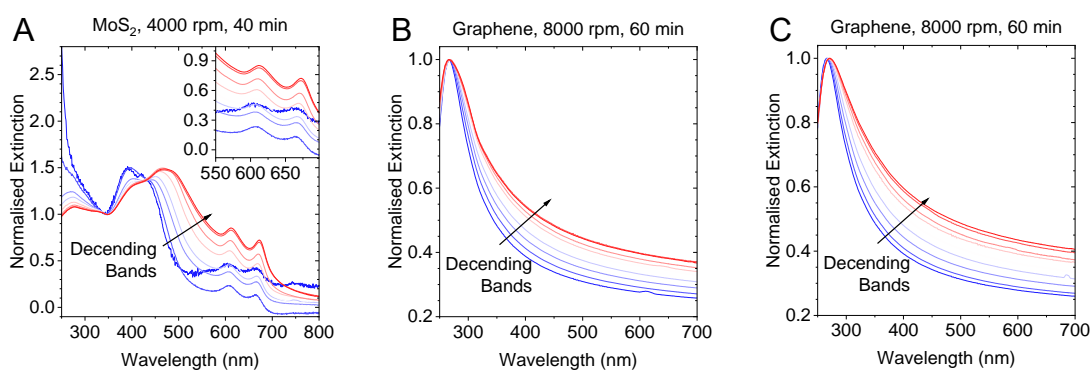 A
MoS2, 4000 rpm, 40 min
Normalised Extinction
2.5
2.0
1.5
1.0
0.5
0.0
0.9
0.6
0.3
0.0
550 600 650
Decending
Bands
300 400 500 600 700 800
Wavelength (nm)
B
Graphene, 8000 rpm, 60 min
Normalised Extinction
1.0
0.8
0.6
0.4
0.2
Decending
Bands
300 400 500 600 700
Wavelength (nm)
C
Graphene, 8000 rpm, 60 min
Normalised Extinction
1.0
0.8
0.6
0.4
0.2
Decending
Bands
300 400 500 600 700
Wavelength (nm)